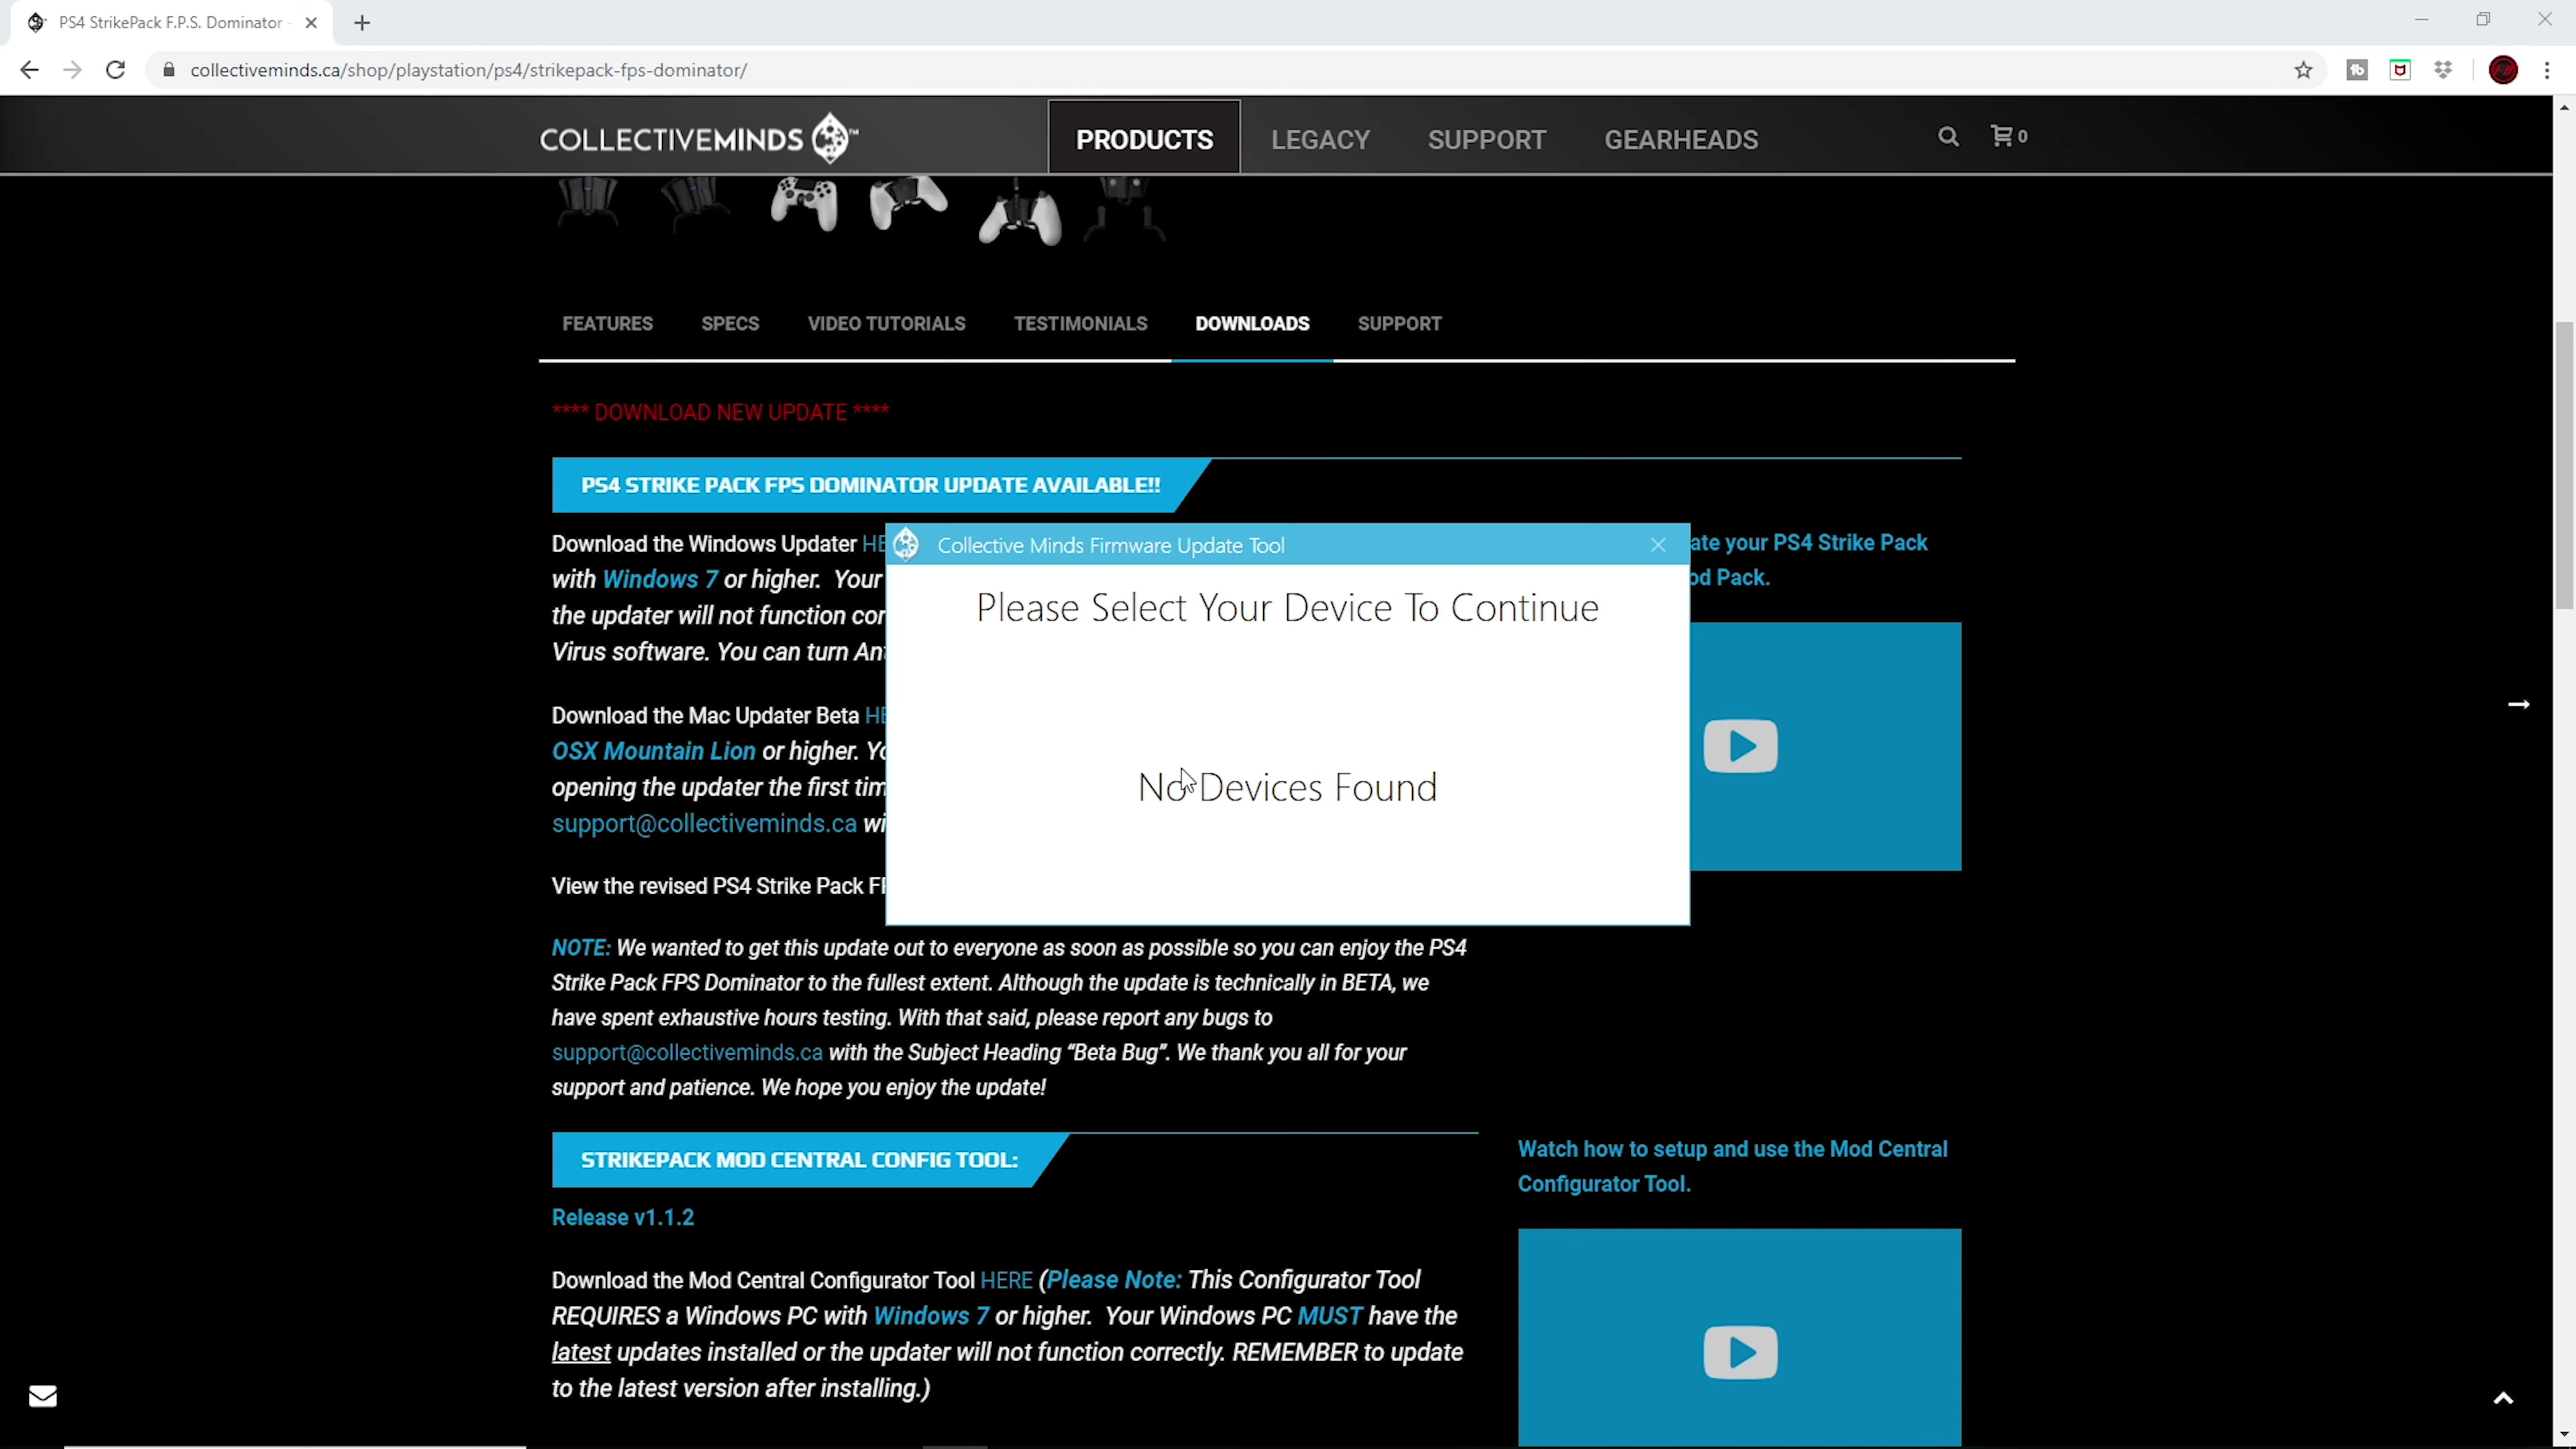 PS4 StrikePack F.P.S. Dominator -
collectiveminds.ca/shop/playstation/ps4/strikepack-fps-dominator/
COLLECTIVEMINDS™
PRODUCTS
LEGACY
SUPPORT
GEARHEADS
0
FEATURES
SPECS
VIDEO TUTORIALS
TESTIMONIALS
DOWNLOADS
SUPPORT
**** DOWNLOAD NEW UPDATE ****
PS4 STRIKE PACK FPS DOMINATOR UPDATE AVAILABLE!!
Download the Windows Updater HE
with Windows 7 or higher. Your
the updater will not function cor
Virus software. You can turn Ant
Download the Mac Updater Beta HE
OSX Mountain Lion or higher. Yo
opening the updater the first tim
support@collectiveminds.ca wi
View the revised PS4 Strike Pack FP
ate your PS4 Strike Pack
od Pack.
Collective Minds Firmware Update Tool
Please Select Your Device To Continue
No Devices Found
NOTE: We wanted to get this update out to everyone as soon as possible so you can enjoy the PS4
Strike Pack FPS Dominator to the fullest extent. Although the update is technically in BETA, we
have spent exhaustive hours testing. With that said, please report any bugs to
support@collectiveminds.ca with the Subject Heading “Beta Bug”. We thank you all for your
support and patience. We hope you enjoy the update!
STRIKEPACK MOD CENTRAL CONFIG TOOL:
Release v1.1.2
Download the Mod Central Configurator Tool HERE (Please Note: This Configurator Tool
REQUIRES a Windows PC with Windows 7 or higher. Your Windows PC MUST have the
latest updates installed or the updater will not function correctly. REMEMBER to update
to the latest version after installing.)
Watch how to setup and use the Mod Central
Configurator Tool.